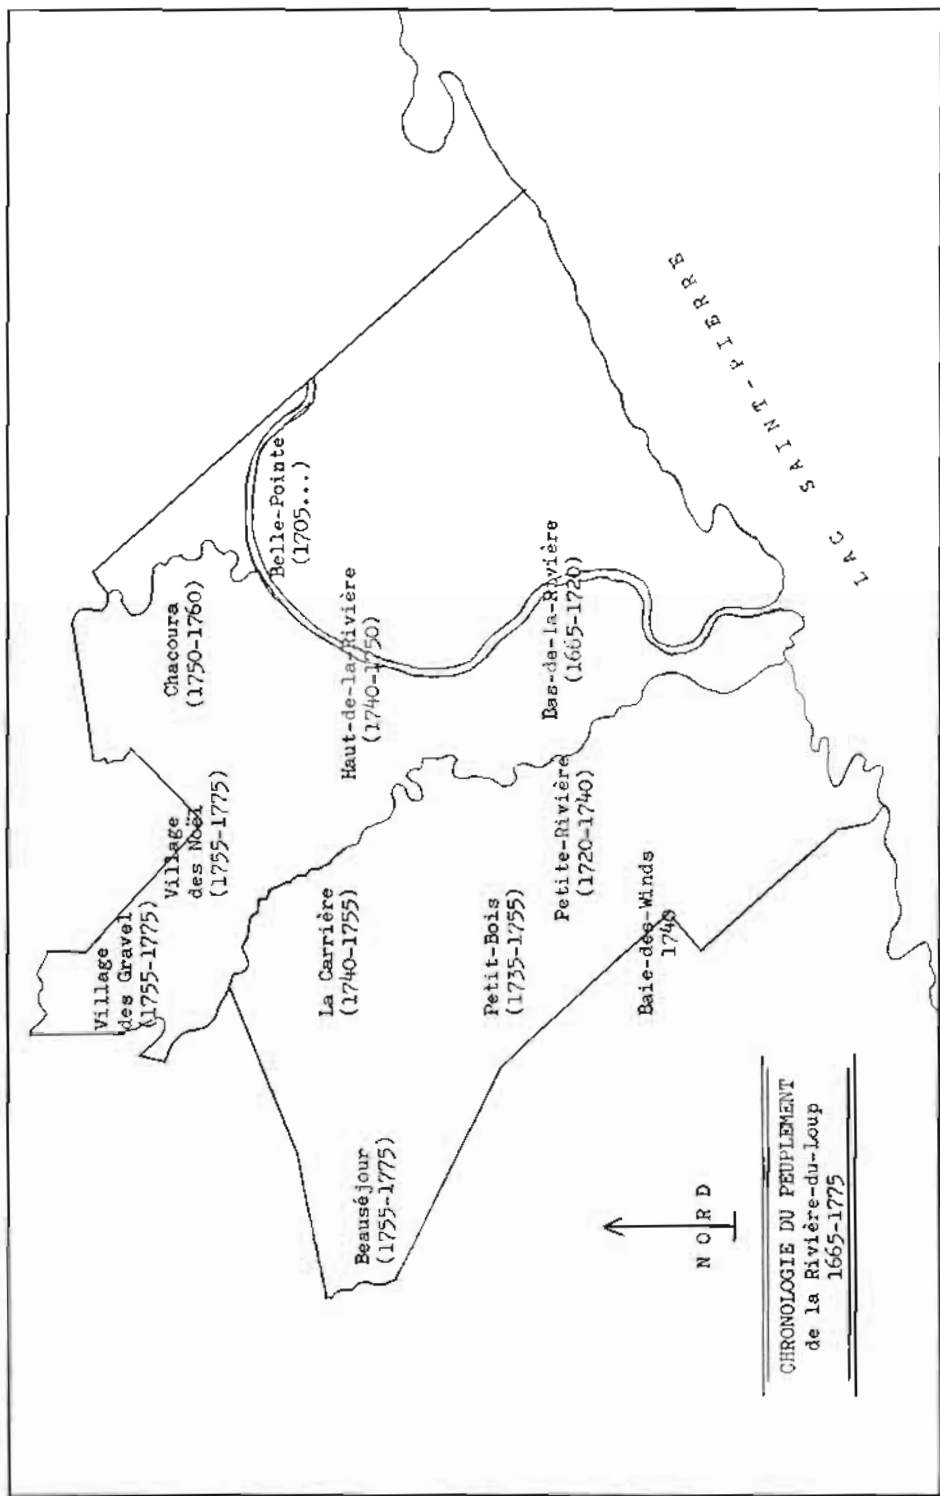 Village
des Gravel
(1755-1775)
Village
des Noël
(1755-1775)
Chacoura
(1750-1760)
Belle-Pointe
(1705...)
Haut-de-la-Rivière
(1740-1750)
La Carrière
(1740-1755)
Beauséjour
(1755-1775)
Petit-Bois
(1735-1755)
Petite-Rivière
(1720-1740)
Bas-de-la-Rivière
(1665-1720)
Baie-des-Winds
1740
LAC SAINT-PIERRE
NORD
CHRONOLOGIE DU PEUPLEMENT
de la Rivière-du-Loup
1665-1775